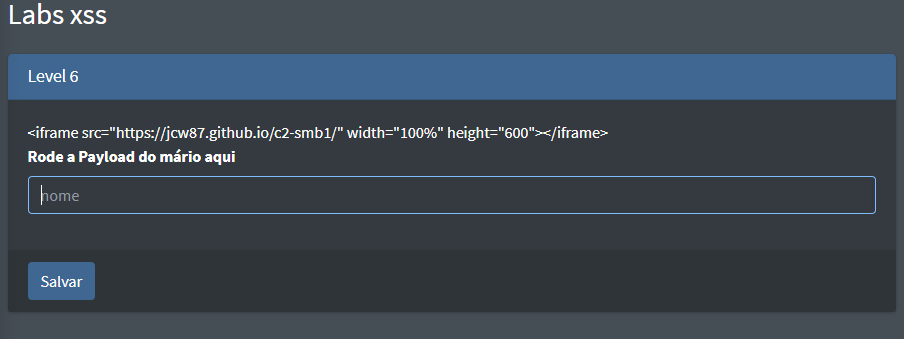 Labs xss
Level 6
<iframe src="https://jcw87.github.io/c2-smb1/" width="100%" height="600"></iframe>
Rode a Payload do mário aqui
nome
Salvar